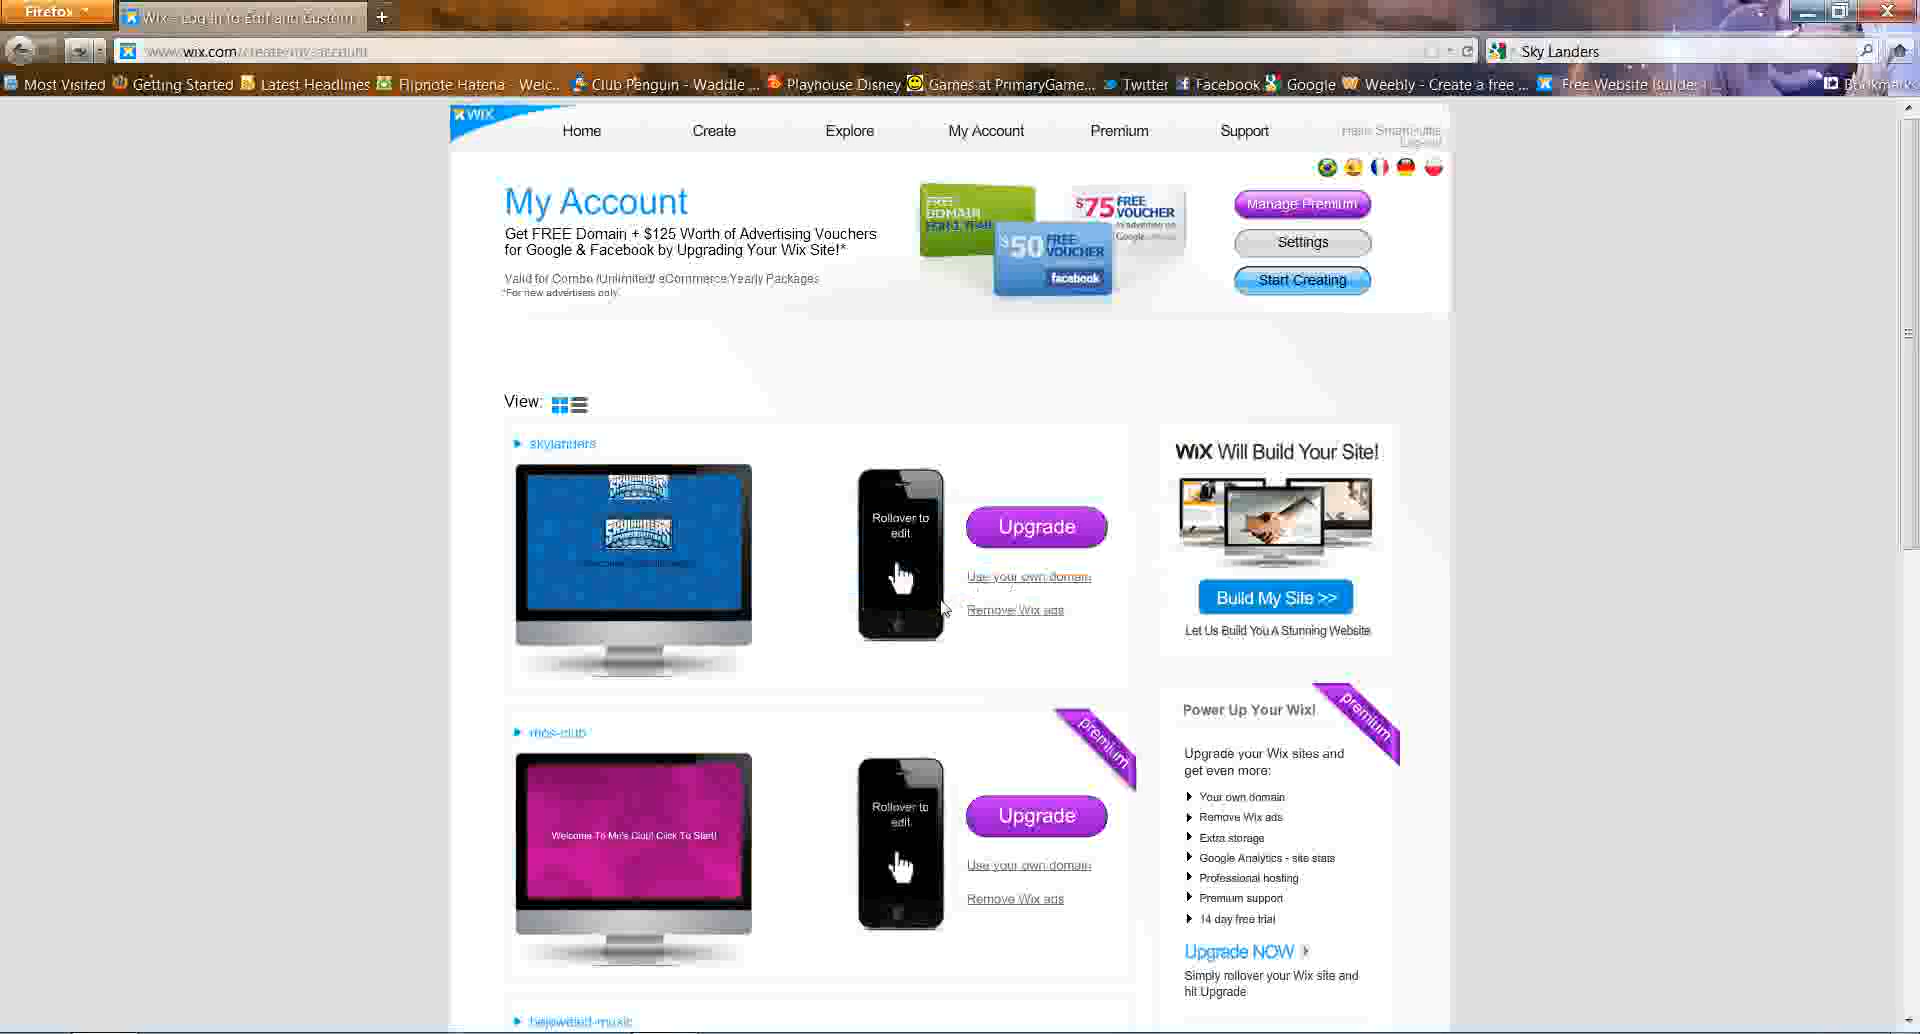 Firefox
Wix - Log In to Edit and Custom
www.wix.com/create/my-account
Sky Landers
Most Visited Getting Started Latest Headlines Flipnote Hatena - Welc... Club Penguin - Waddle ... Playhouse Disney Games at PrimaryGame... Twitter Facebook Google Weebly - Create a free ... Free Website Builder | ... Bookmarks
WIX
Home Create Explore My Account Premium Support
Hello
Logout
My Account
Get FREE Domain + $125 Worth of Advertising Vouchers
for Google & Facebook by Upgrading Your Wix Site!*
Valid for Combo/Unlimited/ eCommerce Yearly Packages
*For new advertisers only.
FREE
DOMAIN
FOR 1 YEAR
$75 FREE
VOUCHER
Google
$50 FREE
VOUCHER
facebook
Manage Premium
Settings
Start Creating
View:
skylanders
SKYLANDERS
SKYLANDERS
Rollover to
edit
Upgrade
Use your own domain
Remove Wix ads
WiX Will Build Your Site!
Build My Site >>
Let Us Build You A Stunning Website
mos-club
premium
Welcome To Mo's Club! Click To Start!
Rollover to
edit
Upgrade
Use your own domain
Remove Wix ads
Power Up Your Wix!
premium
Upgrade your Wix sites and
get even more:
Your own domain
Remove Wix ads
Extra storage
Google Analytics - site stats
Professional hosting
Premium support
14 day free trial
Upgrade NOW
Simply rollover your Wix site and
hit Upgrade
bejeweled-music